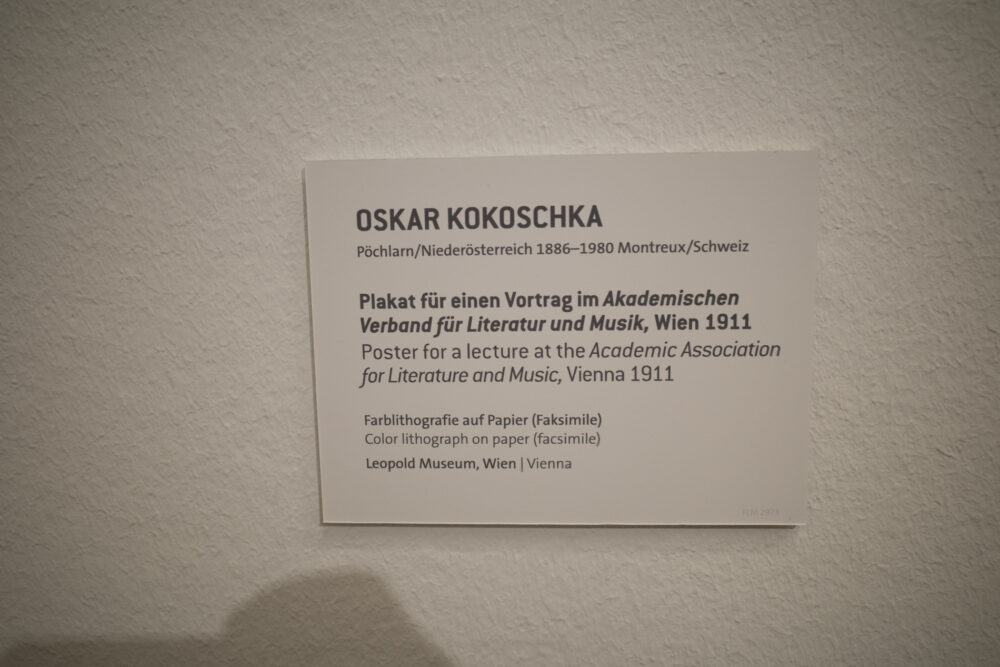 OSKAR KOKOSCHKA
Pöchlarn/Niederösterreich 1886–1980 Montreux/Schweiz
Plakat für einen Vortrag im Akademischen
Verband für Literatur und Musik, Wien 1911
Poster for a lecture at the Academic Association
for Literature and Music, Vienna 1911
Farblithografie auf Papier (Faksimile)
Color lithograph on paper (facsimile)
Leopold Museum, Wien | Vienna